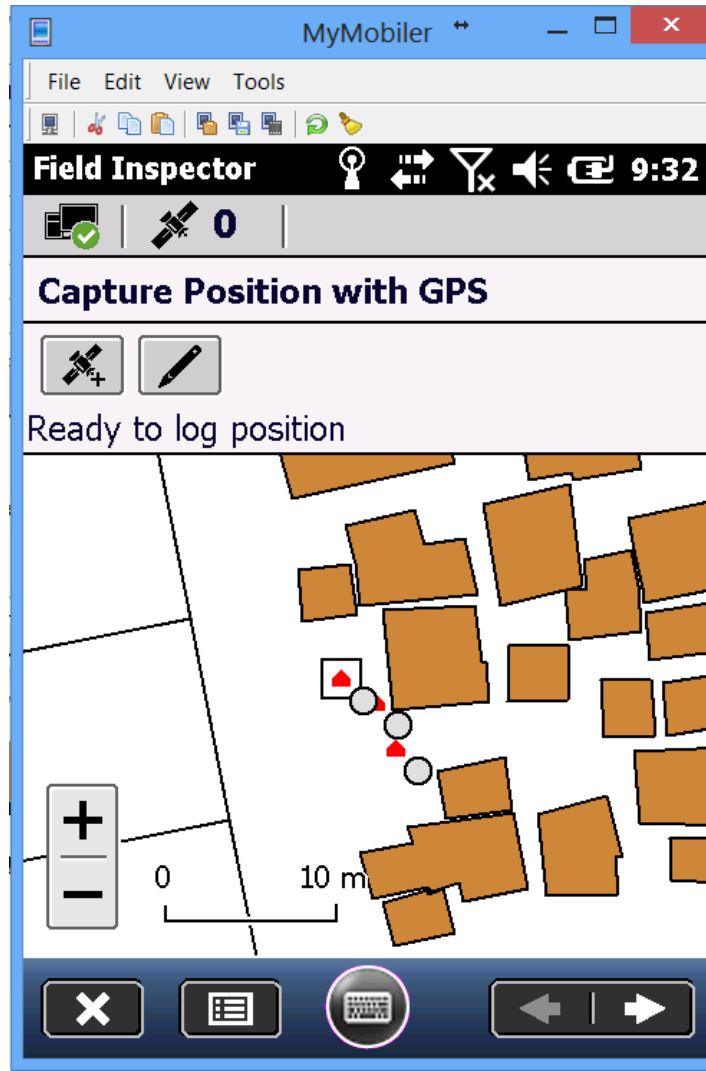 MyMobiler
File Edit View Tools
Field Inspector 9:32
0
Capture Position with GPS
Ready to log position
+
0 10 m
−